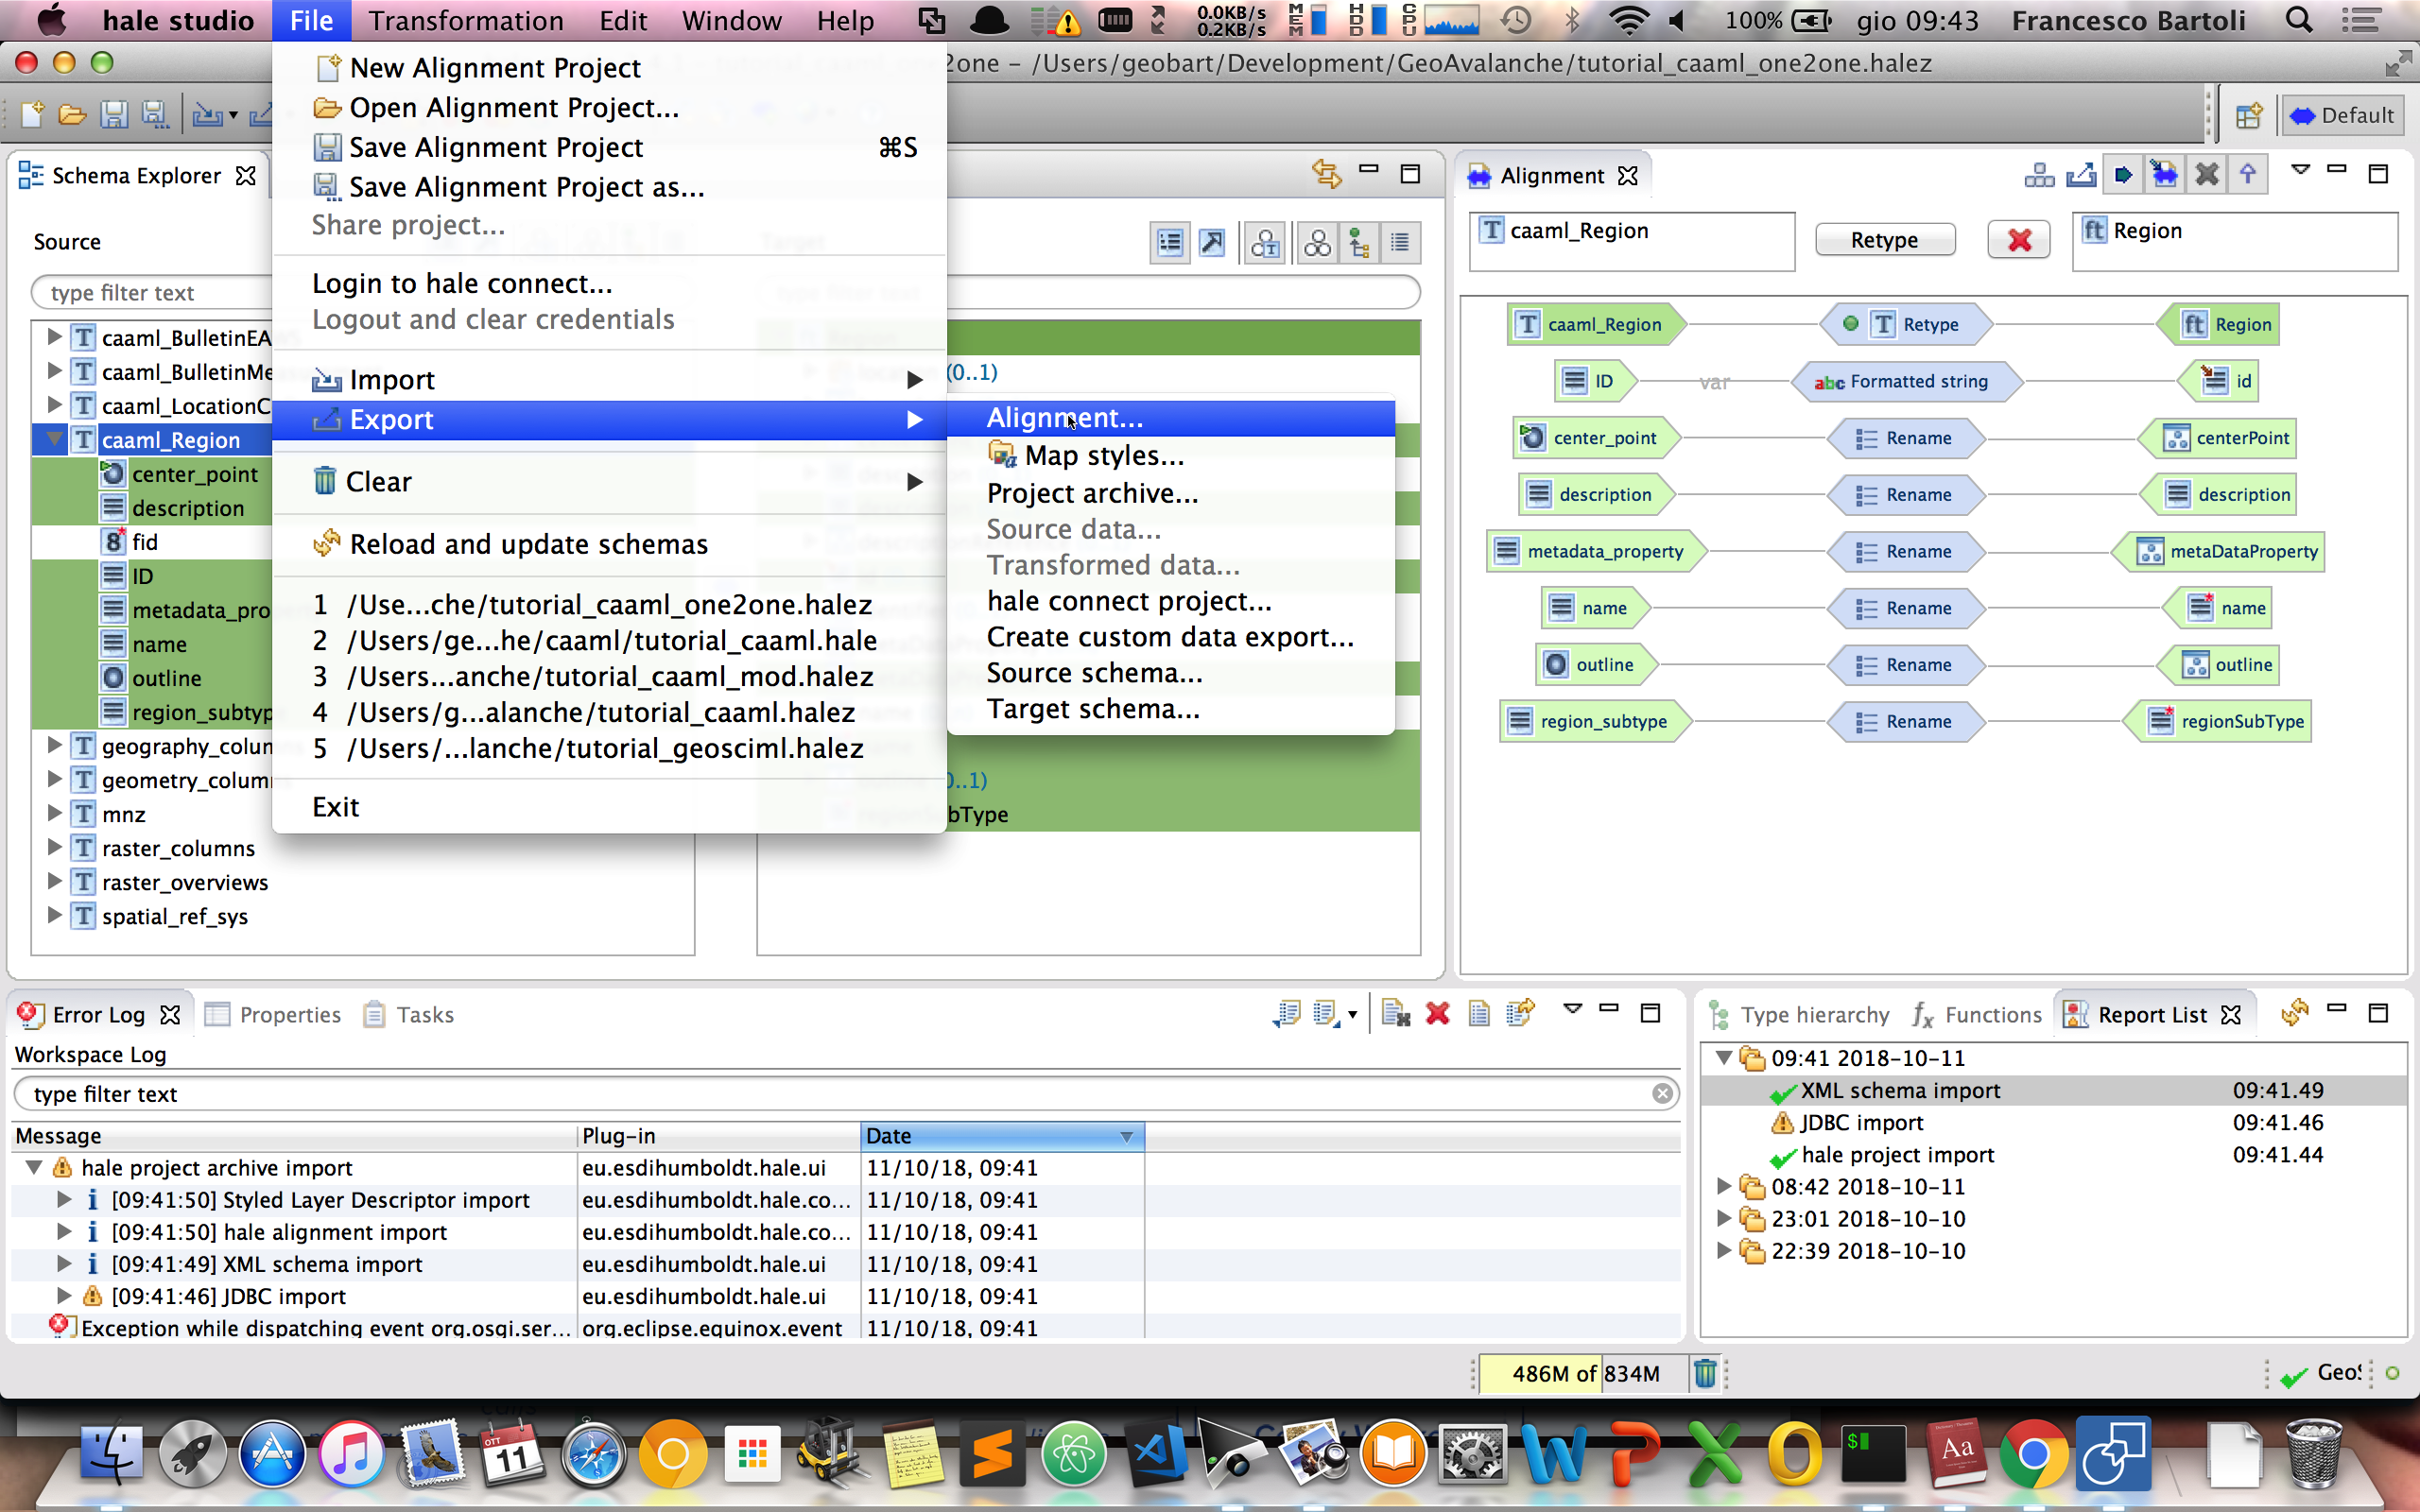 hale studio File Transformation Edit Window Help 0.0KB/s 0.2KB/s MEM HDD CPU 100% gio 09:43 Francesco Bartoli
one2one – /Users/geobart/Development/GeoAvalanche/tutorial_caaml_one2one.halez
Default
New Alignment Project
Open Alignment Project...
Save Alignment Project ⌘S
Save Alignment Project as...
Share project...
Login to hale connect...
Logout and clear credentials
Import
Export
Clear
Reload and update schemas
1 /Use...che/tutorial_caaml_one2one.halez
2 /Users/ge...he/caaml/tutorial_caaml.hale
3 /Users...anche/tutorial_caaml_mod.halez
4 /Users/g...alanche/tutorial_caaml.halez
5 /Users/...lanche/tutorial_geosciml.halez
Exit
Alignment...
Map styles...
Project archive...
Source data...
Transformed data...
hale connect project...
Create custom data export...
Source schema...
Target schema...
Schema Explorer
Source
type filter text
caaml_BulletinEA
caaml_BulletinMe
caaml_LocationC
caaml_Region
center_point
description
fid
ID
metadata_pro
name
outline
region_subtyp
geography_colum
geometry_colum
mnz
raster_columns
raster_overviews
spatial_ref_sys
Target
(0..1)
0..1)
bType
Alignment
caaml_Region Retype Region
caaml_Region Retype Region
ID var abc Formatted string id
center_point Rename centerPoint
description Rename description
metadata_property Rename metaDataProperty
name Rename name
outline Rename outline
region_subtype Rename regionSubType
Error Log Properties Tasks
Workspace Log
type filter text
Message Plug-in Date
hale project archive import eu.esdihumboldt.hale.ui 11/10/18, 09:41
[09:41:50] Styled Layer Descriptor import eu.esdihumboldt.hale.co... 11/10/18, 09:41
[09:41:50] hale alignment import eu.esdihumboldt.hale.co... 11/10/18, 09:41
[09:41:49] XML schema import eu.esdihumboldt.hale.ui 11/10/18, 09:41
[09:41:46] JDBC import eu.esdihumboldt.hale.ui 11/10/18, 09:41
Exception while dispatching event org.osgi.ser... org.eclipse.equinox.event 11/10/18, 09:41
Type hierarchy Functions Report List
09:41 2018-10-11
XML schema import 09:41.49
JDBC import 09:41.46
hale project import 09:41.44
08:42 2018-10-11
23:01 2018-10-10
22:39 2018-10-10
486M of 834M
GeoS
OTT
11
Aa